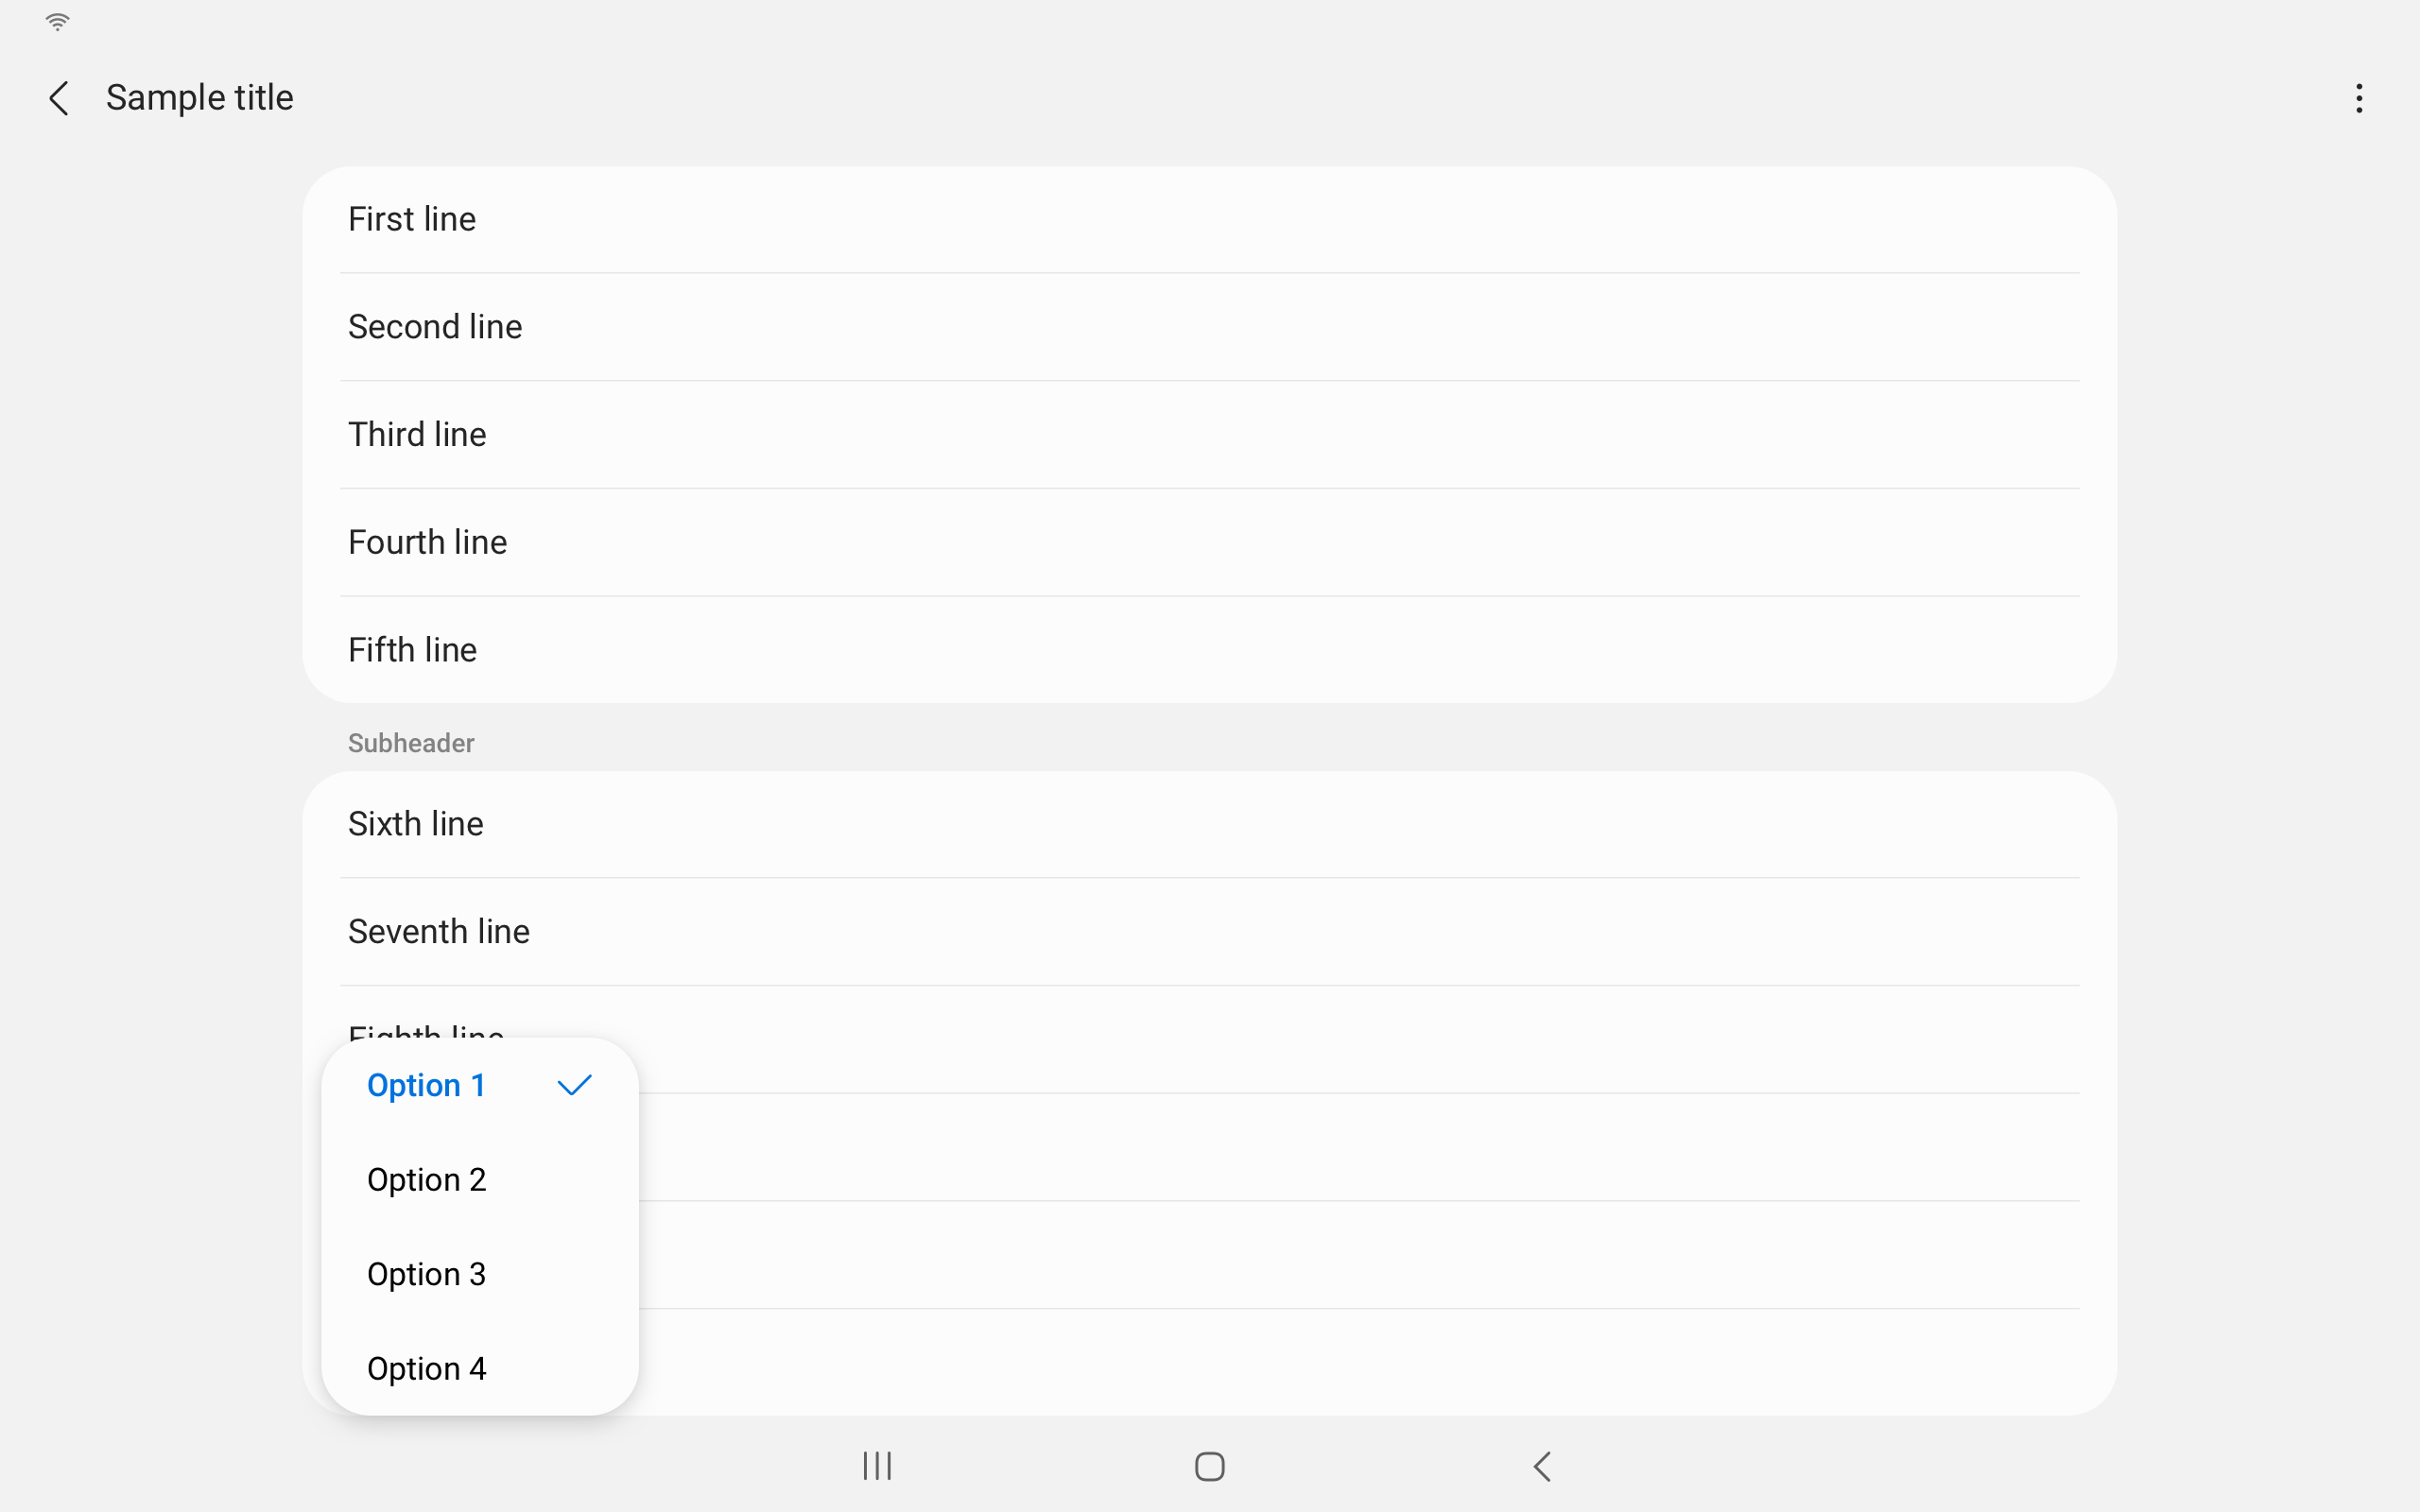 Sample title
First line
Second line
Third line
Fourth line
Fifth line
Subheader
Sixth line
Seventh line
Eighth line
Option 1
Option 2
Option 3
Option 4